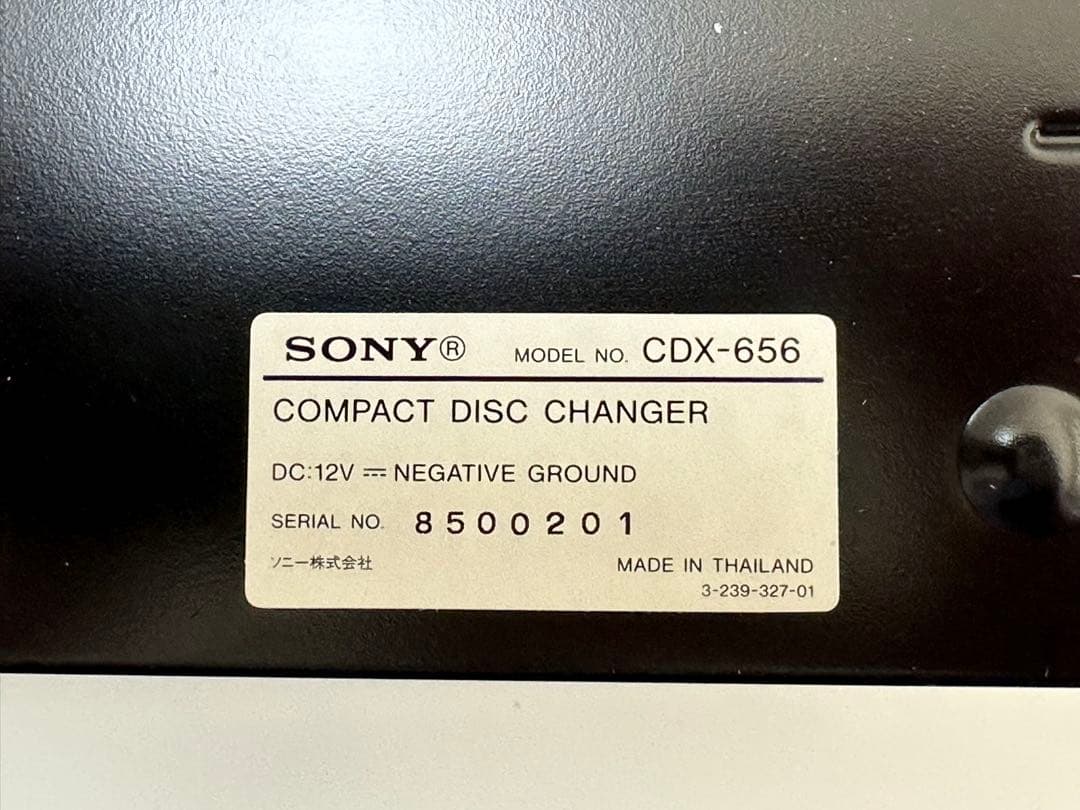 SONY® MODEL NO. CDX-656
COMPACT DISC CHANGER
DC:12V ⎓ NEGATIVE GROUND
SERIAL NO. 8500201
ソニー株式会社 MADE IN THAILAND
3-239-327-01